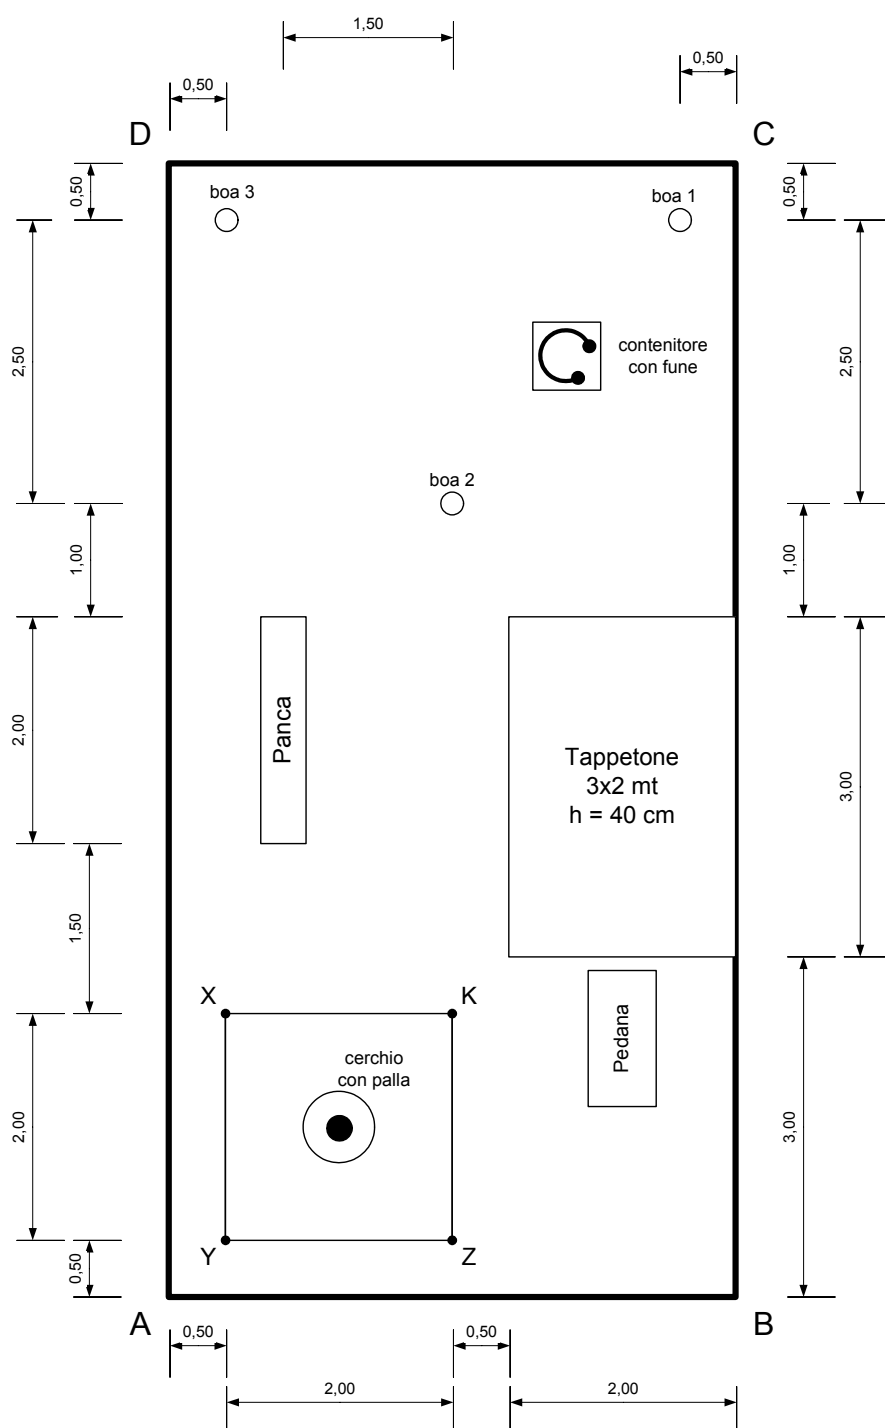 1,50
0,50
0,50
D
C
0,50
0,50
boa 3
boa 1
2,50
2,50
contenitore
con fune
boa 2
1,00
1,00
2,00
Panca
Tappetone
3x2 mt
h = 40 cm
3,00
1,50
X
K
Pedana
cerchio
con palla
2,00
3,00
Y
Z
0,50
A
B
0,50
0,50
2,00
2,00